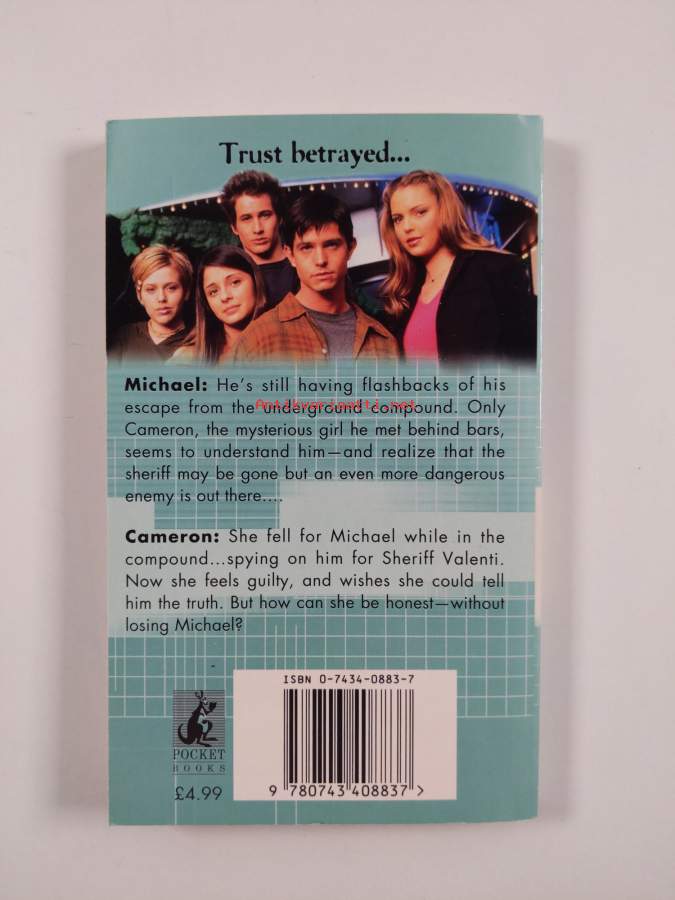 Trust betrayed...
Michael: He's still having flashbacks of his
escape from the underground compound. Only
Antikvariaatti.net
Cameron, the mysterious girl he met behind bars,
seems to understand him—and realize that the
sheriff may be gone but an even more dangerous
enemy is out there....
Cameron: She fell for Michael while in the
compound...spying on him for Sheriff Valenti.
Now she feels guilty, and wishes she could tell
him the truth. But how can she be honest—without
losing Michael?
ISBN 0-7434-0883-7
POCKET
BOOKS
£4.99
9 780743 408837 >